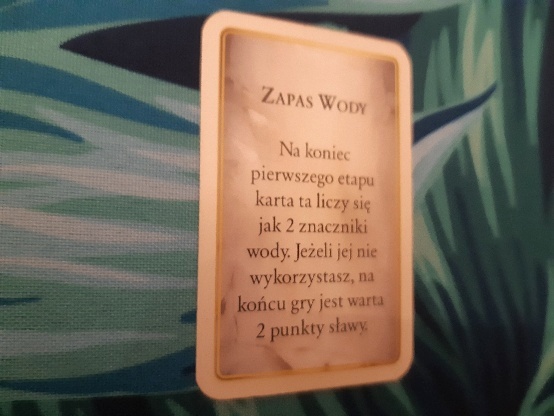 Zapas Wody
Na koniec
pierwszego etapu
karta ta liczy się
jak 2 znaczniki
wody. Jeżeli jej nie
wykorzystasz, na
końcu gry jest warta
2 punkty sławy.